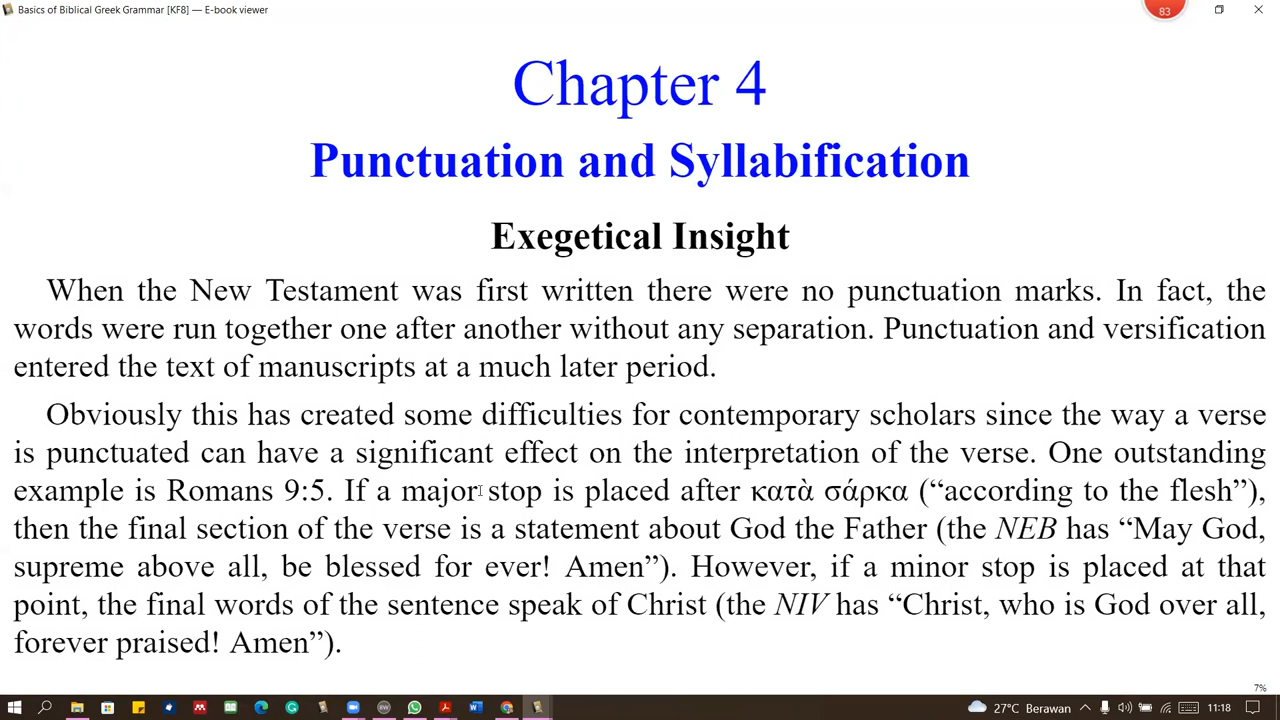 Basics of Biblical Greek Grammar [KF8] — E-book viewer
83
Chapter 4
Punctuation and Syllabification
Exegetical Insight
When the New Testament was first written there were no punctuation marks. In fact, the
words were run together one after another without any separation. Punctuation and versification
entered the text of manuscripts at a much later period.
Obviously this has created some difficulties for contemporary scholars since the way a verse
is punctuated can have a significant effect on the interpretation of the verse. One outstanding
example is Romans 9:5. If a major stop is placed after κατὰ σάρκα (“according to the flesh”),
then the final section of the verse is a statement about God the Father (the NEB has “May God,
supreme above all, be blessed for ever! Amen”). However, if a minor stop is placed at that
point, the final words of the sentence speak of Christ (the NIV has “Christ, who is God over all,
forever praised! Amen”).
7%
27°C Berawan
11:18